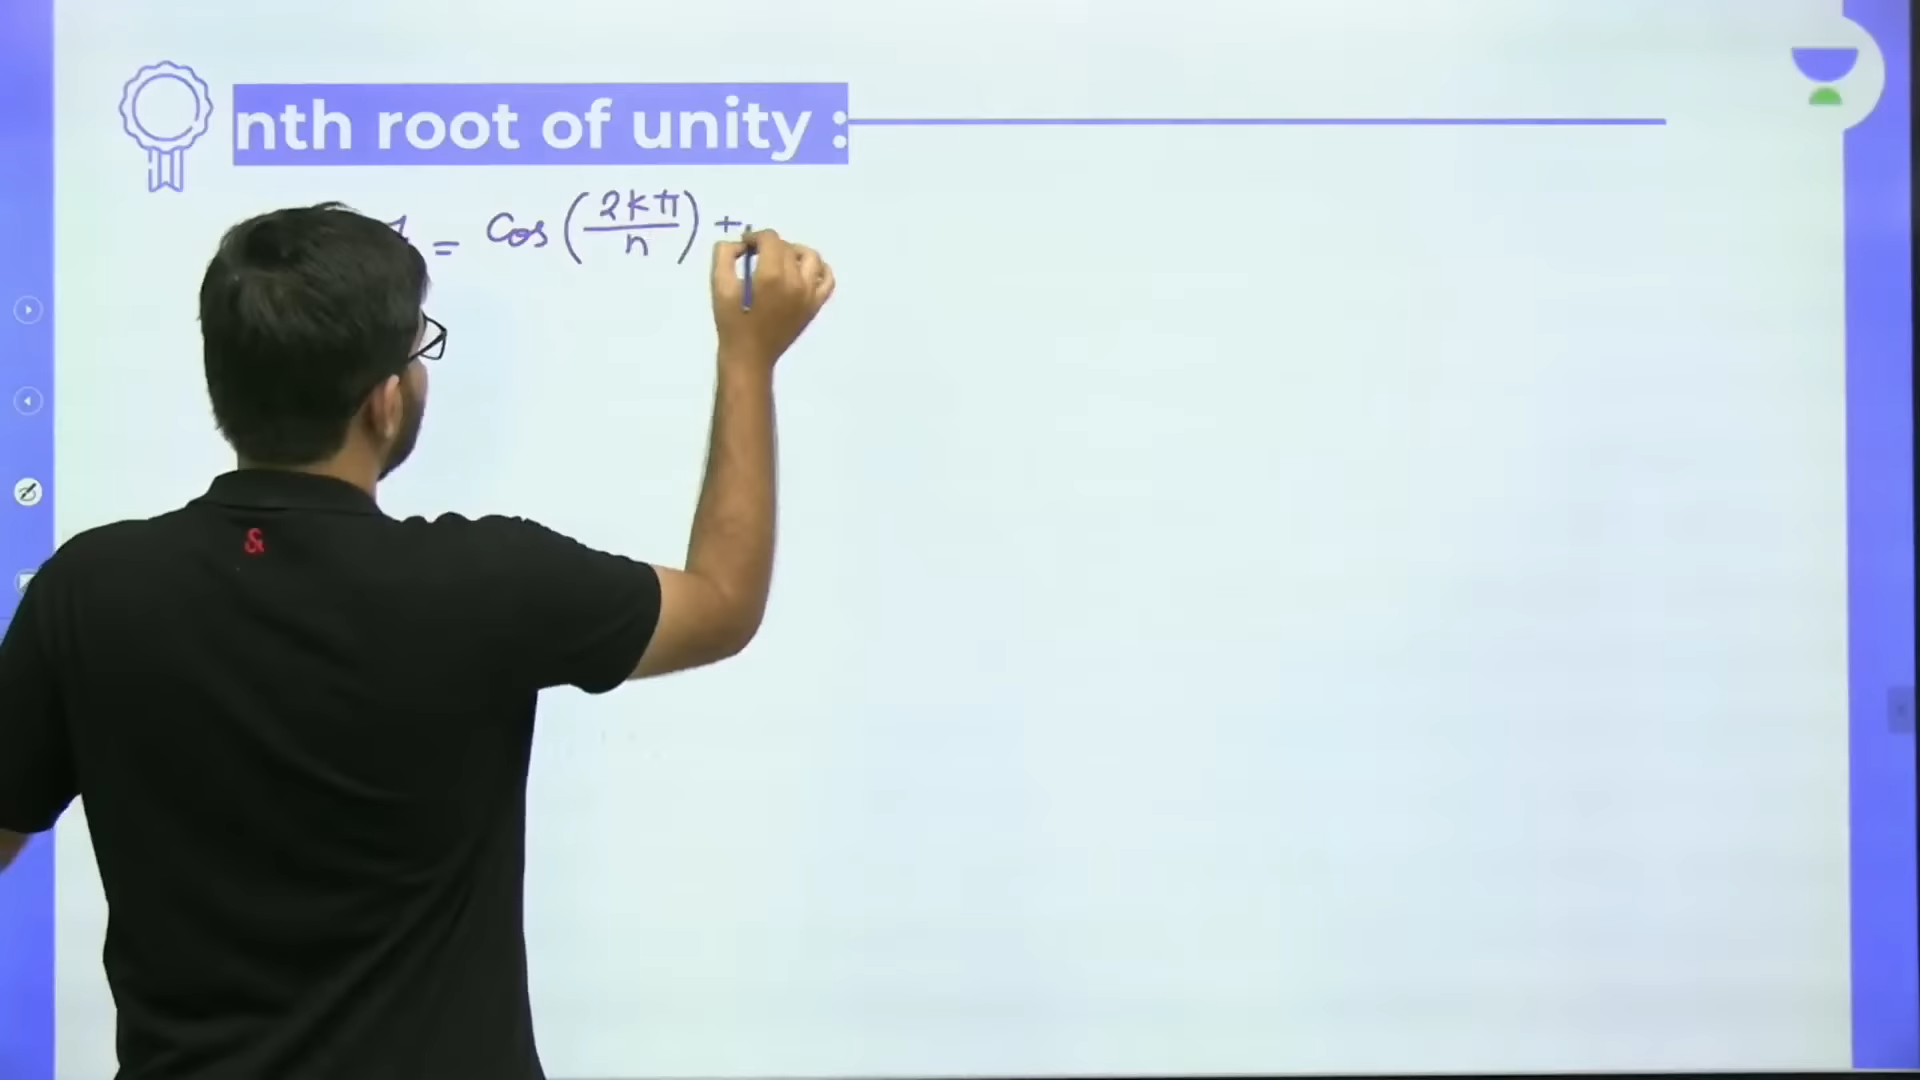 nth root of unity :
= Cos (2kπ/n) +
&